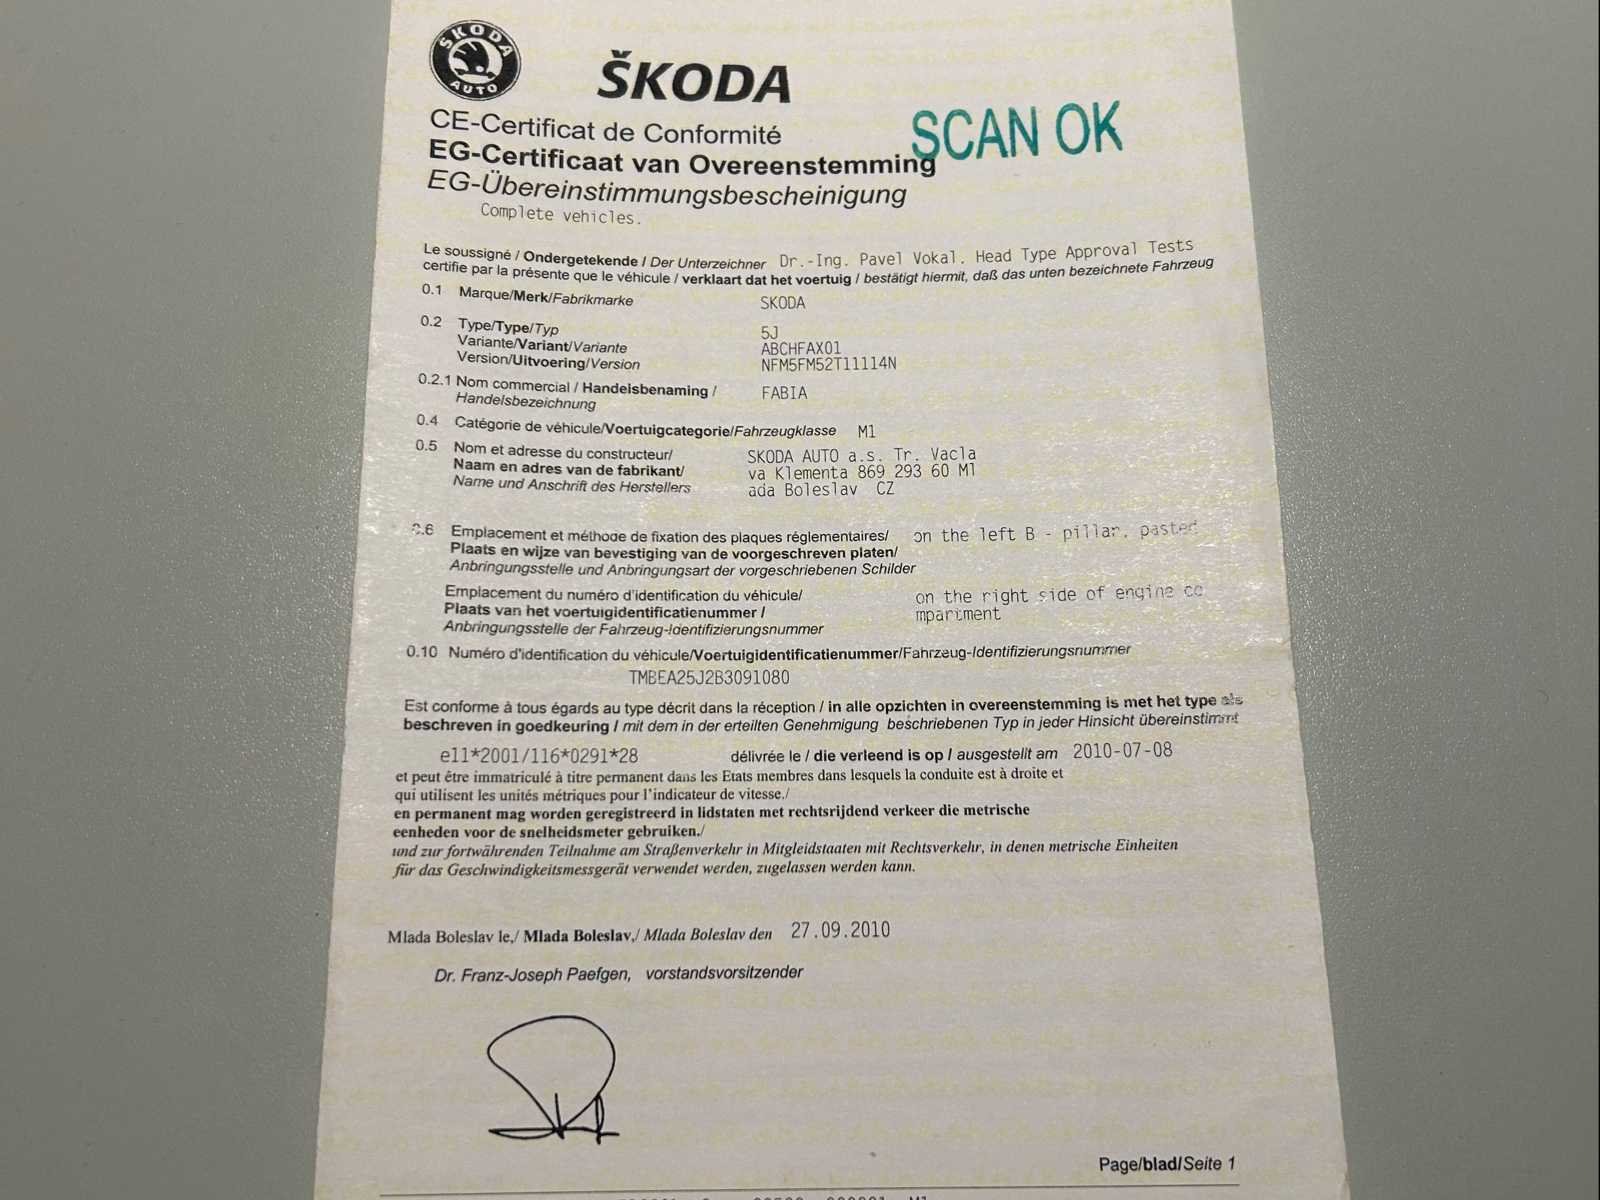 ŠKODA
AUTO
ŠKODA
SCAN OK
CE-Certificat de Conformité
EG-Certificaat van Overeenstemming
EG-Übereinstimmungsbescheinigung
Complete vehicles.
Le soussigné / Ondergetekende / Der Unterzeichner Dr.-Ing. Pavel Vokal. Head Type Approval Tests
certifie par la présente que le véhicule / verklaart dat het voertuig / bestätigt hiermit, daß das unten bezeichnete Fahrzeug
0.1 Marque/Merk/Fabrikmarke SKODA
0.2 Type/Type/Typ 5J
Variante/Variant/Variante ABCHFAX01
Version/Uitvoering/Version NFM5FM52T11114N
0.2.1 Nom commercial / Handelsbenaming / FABIA
Handelsbezeichnung
0.4 Catégorie de véhicule/Voertuigcategorie/Fahrzeugklasse M1
0.5 Nom et adresse du constructeur/ SKODA AUTO a.s. Tr. Vacla
Naam en adres van de fabrikant/ va Klementa 869 293 60 Ml
Name und Anschrift des Herstellers ada Boleslav CZ
0.6 Emplacement et méthode de fixation des plaques réglementaires/ on the left B - pillar, pasted
Plaats en wijze van bevestiging van de voorgeschreven platen/
Anbringungsstelle und Anbringungsart der vorgeschriebenen Schilder
Emplacement du numéro d'identification du véhicule/ on the right side of engine co
Plaats van het voertuigidentificatienummer / mpartment
Anbringungsstelle der Fahrzeug-Identifizierungsnummer
0.10 Numéro d'identification du véhicule/Voertuigidentificatienummer/Fahrzeug-Identifizierungsnummer
TMBEA25J2B3091080
Est conforme à tous égards au type décrit dans la réception / in alle opzichten in overeenstemming is met het type als
beschreven in goedkeuring / mit dem in der erteilten Genehmigung beschriebenen Typ in jeder Hinsicht übereinstimmt
e11*2001/116*0291*28 délivrée le / die verleend is op / ausgestellt am 2010-07-08
et peut être immatriculé à titre permanent dans les Etats membres dans lesquels la conduite est à droite et
qui utilisent les unités métriques pour l'indicateur de vitesse./
en permanent mag worden geregistreerd in lidstaten met rechtsrijdend verkeer die metrische
eenheden voor de snelheidsmeter gebruiken./
und zur fortwährenden Teilnahme am Straßenverkehr in Mitgleidstaaten mit Rechtsverkehr, in denen metrische Einheiten
für das Geschwindigkeitsmessgerät verwendet werden, zugelassen werden kann.
Mlada Boleslav le,/ Mlada Boleslav,/ Mlada Boleslav den 27.09.2010
Dr. Franz-Joseph Paefgen, vorstandsvorsitzender
Page/blad/Seite 1